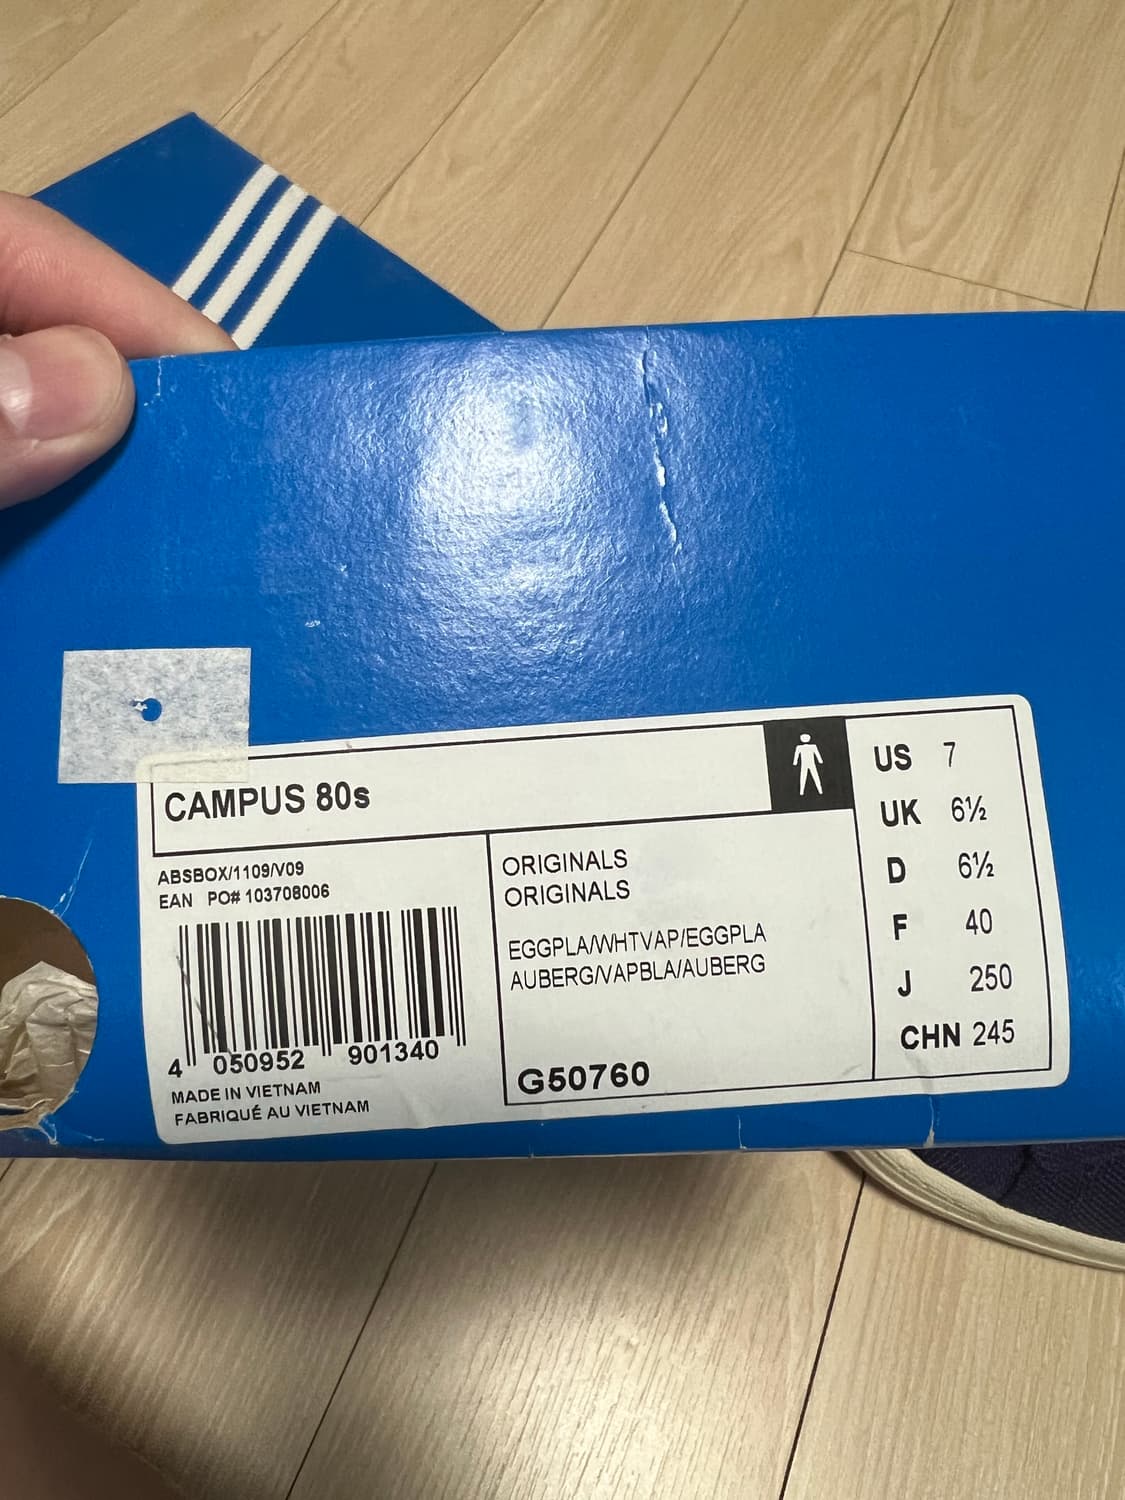 CAMPUS 80s
ABSBOX/1109/V09
EAN PO# 103708006
4 050952 901340
MADE IN VIETNAM
FABRIQUÉ AU VIETNAM
ORIGINALS
ORIGINALS
EGGPLA/WHTVAP/EGGPLA
AUBERG/VAPBLA/AUBERG
G50760
US 7
UK 6½
D 6½
F 40
J 250
CHN 245